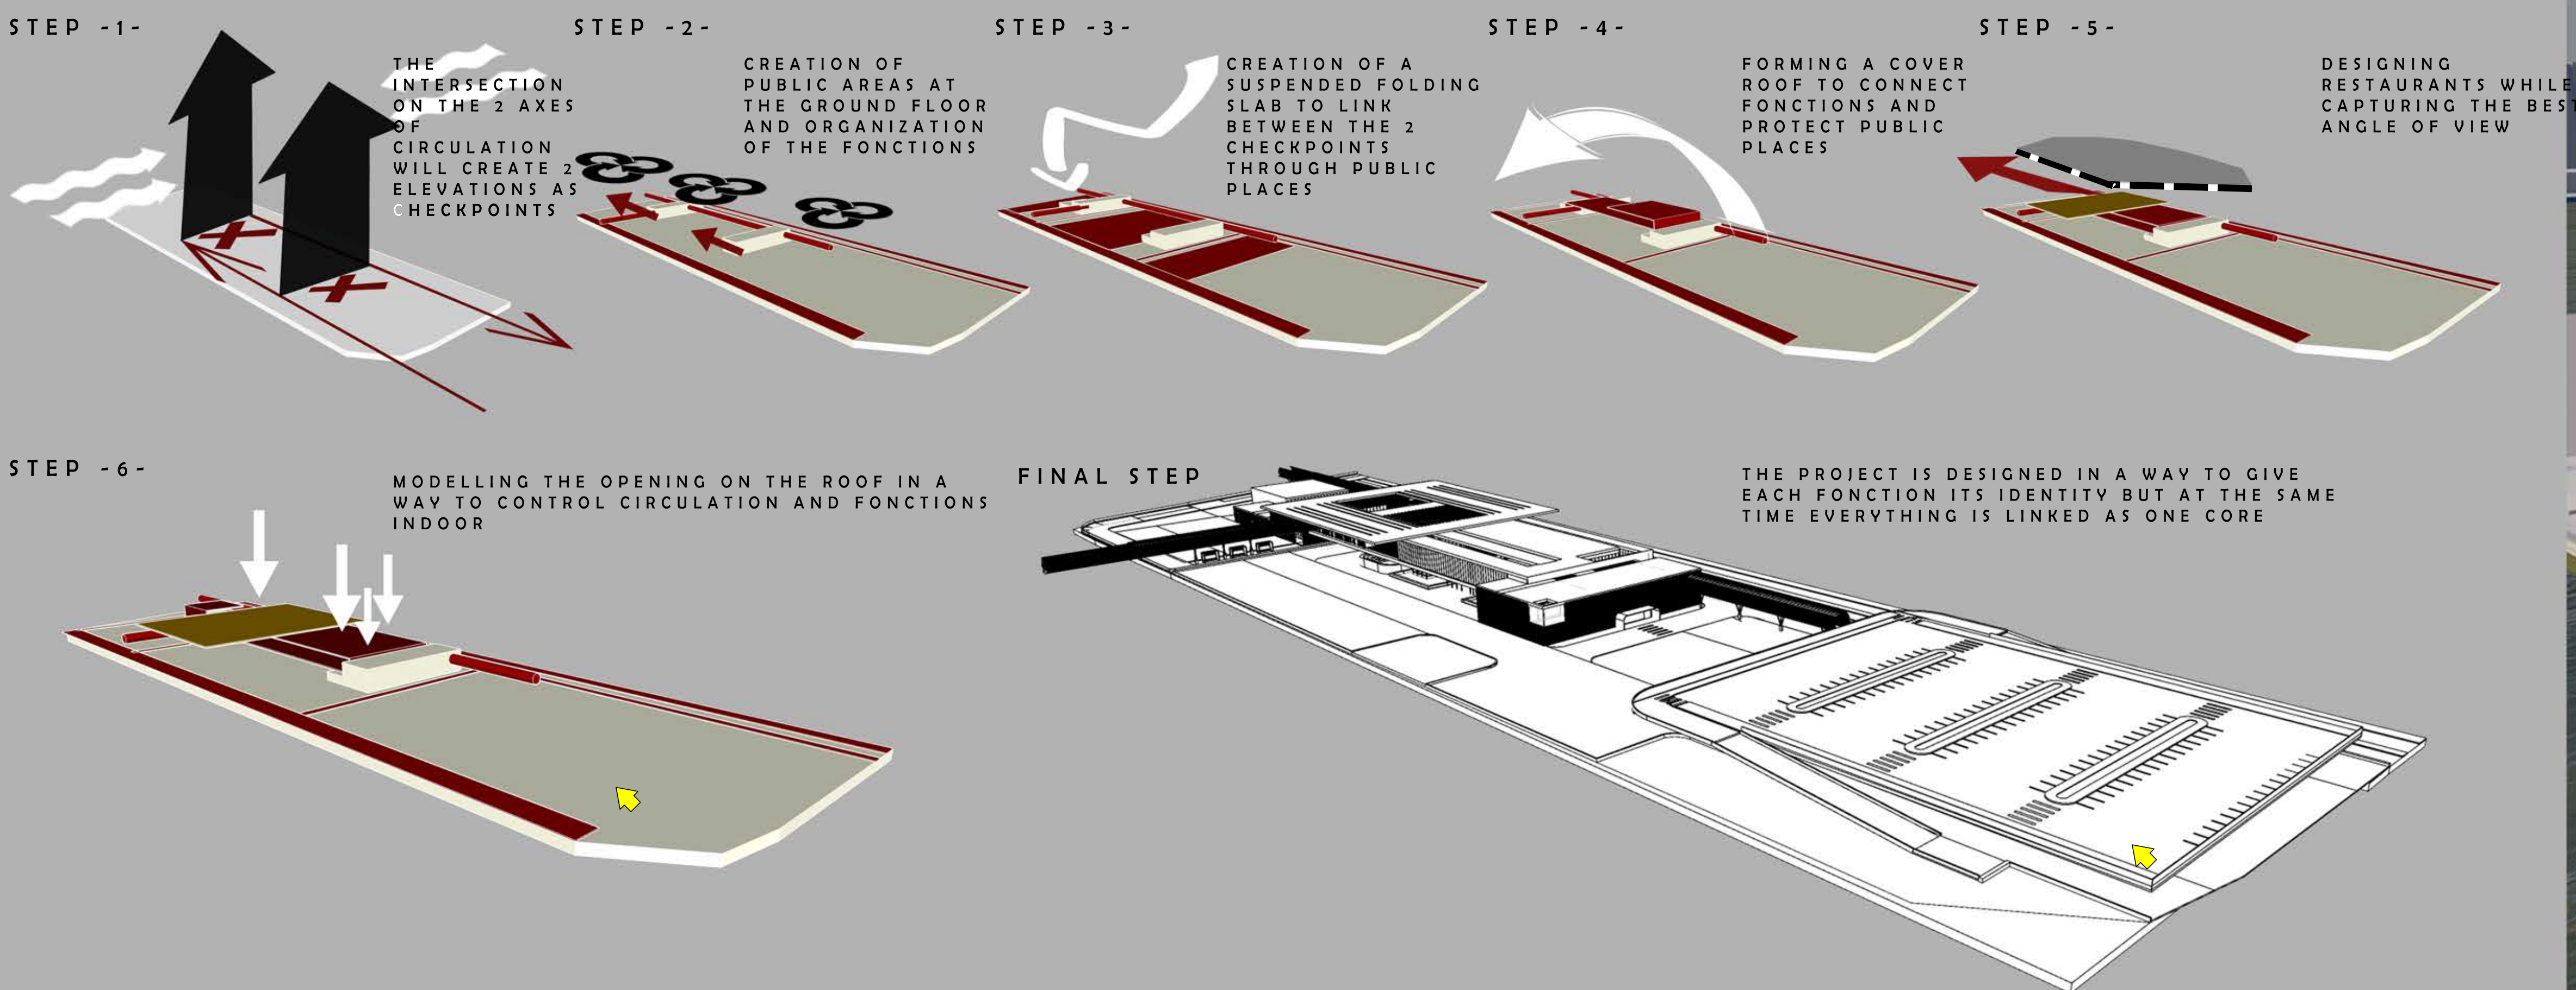 STEP -1-
THE
INTERSECTION
ON THE 2 AXES
OF
CIRCULATION
WILL CREATE 2
ELEVATIONS AS
CHECKPOINTS
STEP -2-
CREATION OF
PUBLIC AREAS AT
THE GROUND FLOOR
AND ORGANIZATION
OF THE FONCTIONS
STEP -3-
CREATION OF A
SUSPENDED FOLDING
SLAB TO LINK
BETWEEN THE 2
CHECKPOINTS
THROUGH PUBLIC
PLACES
STEP -4-
FORMING A COVER
ROOF TO CONNECT
FONCTIONS AND
PROTECT PUBLIC
PLACES
STEP -5-
DESIGNING
RESTAURANTS WHILE
CAPTURING THE BEST
ANGLE OF VIEW
STEP -6-
MODELLING THE OPENING ON THE ROOF IN A
WAY TO CONTROL CIRCULATION AND FONCTIONS
INDOOR
FINAL STEP
THE PROJECT IS DESIGNED IN A WAY TO GIVE
EACH FONCTION ITS IDENTITY BUT AT THE SAME
TIME EVERYTHING IS LINKED AS ONE CORE